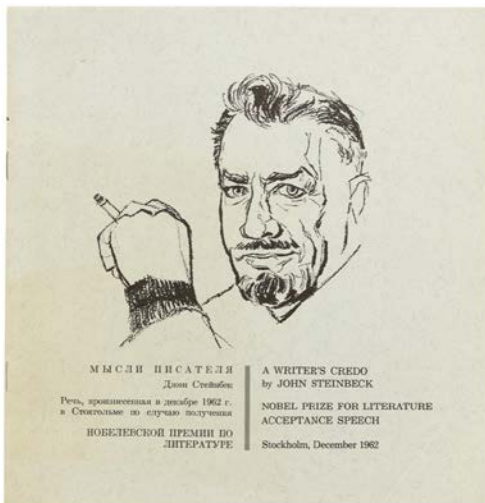 МЫСЛИ ПИСАТЕЛЯ
Джон Стейнбек
Речь, произнесенная в декабре 1962 г.
в Стокгольме по случаю получения
НОБЕЛЕВСКОЙ ПРЕМИИ ПО
ЛИТЕРАТУРЕ
A WRITER'S CREDO
by JOHN STEINBECK
NOBEL PRIZE FOR LITERATURE
ACCEPTANCE SPEECH
Stockholm, December 1962